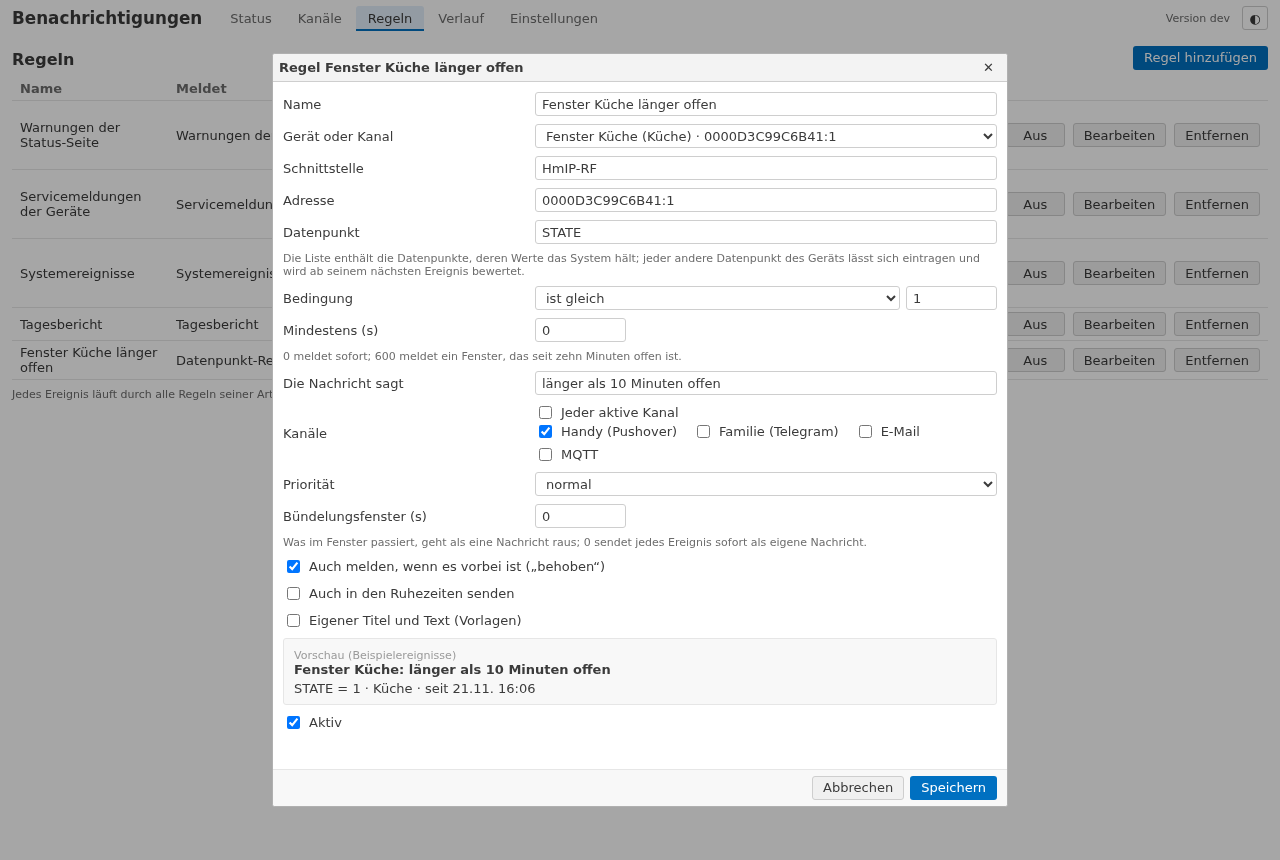 Benachrichtigungen Status Kanäle Regeln Verlauf Einstellungen Version dev
Regeln Regel hinzufügen
Name Meldet
Warnungen der
Status-Seite
Warnungen de Aus Bearbeiten Entfernen
Servicemeldungen
der Geräte
Servicemeldun Aus Bearbeiten Entfernen
Systemereignisse Systemereignis Aus Bearbeiten Entfernen
Tagesbericht Tagesbericht Aus Bearbeiten Entfernen
Fenster Küche länger
offen
Datenpunkt-Re Aus Bearbeiten Entfernen
Jedes Ereignis läuft durch alle Regeln seiner Art
Regel Fenster Küche länger offen ✕
Name Fenster Küche länger offen
Gerät oder Kanal Fenster Küche (Küche) · 0000D3C99C6B41:1
Schnittstelle HmIP-RF
Adresse 0000D3C99C6B41:1
Datenpunkt STATE
Die Liste enthält die Datenpunkte, deren Werte das System hält; jeder andere Datenpunkt des Geräts lässt sich eintragen und
wird ab seinem nächsten Ereignis bewertet.
Bedingung ist gleich 1
Mindestens (s) 0
0 meldet sofort; 600 meldet ein Fenster, das seit zehn Minuten offen ist.
Die Nachricht sagt länger als 10 Minuten offen
Kanäle
Jeder aktive Kanal
Handy (Pushover) Familie (Telegram) E-Mail
MQTT
Priorität normal
Bündelungsfenster (s) 0
Was im Fenster passiert, geht als eine Nachricht raus; 0 sendet jedes Ereignis sofort als eigene Nachricht.
Auch melden, wenn es vorbei ist („behoben“)
Auch in den Ruhezeiten senden
Eigener Titel und Text (Vorlagen)
Vorschau (Beispielereignisse)
Fenster Küche: länger als 10 Minuten offen
STATE = 1 · Küche · seit 21.11. 16:06
Aktiv
Abbrechen Speichern